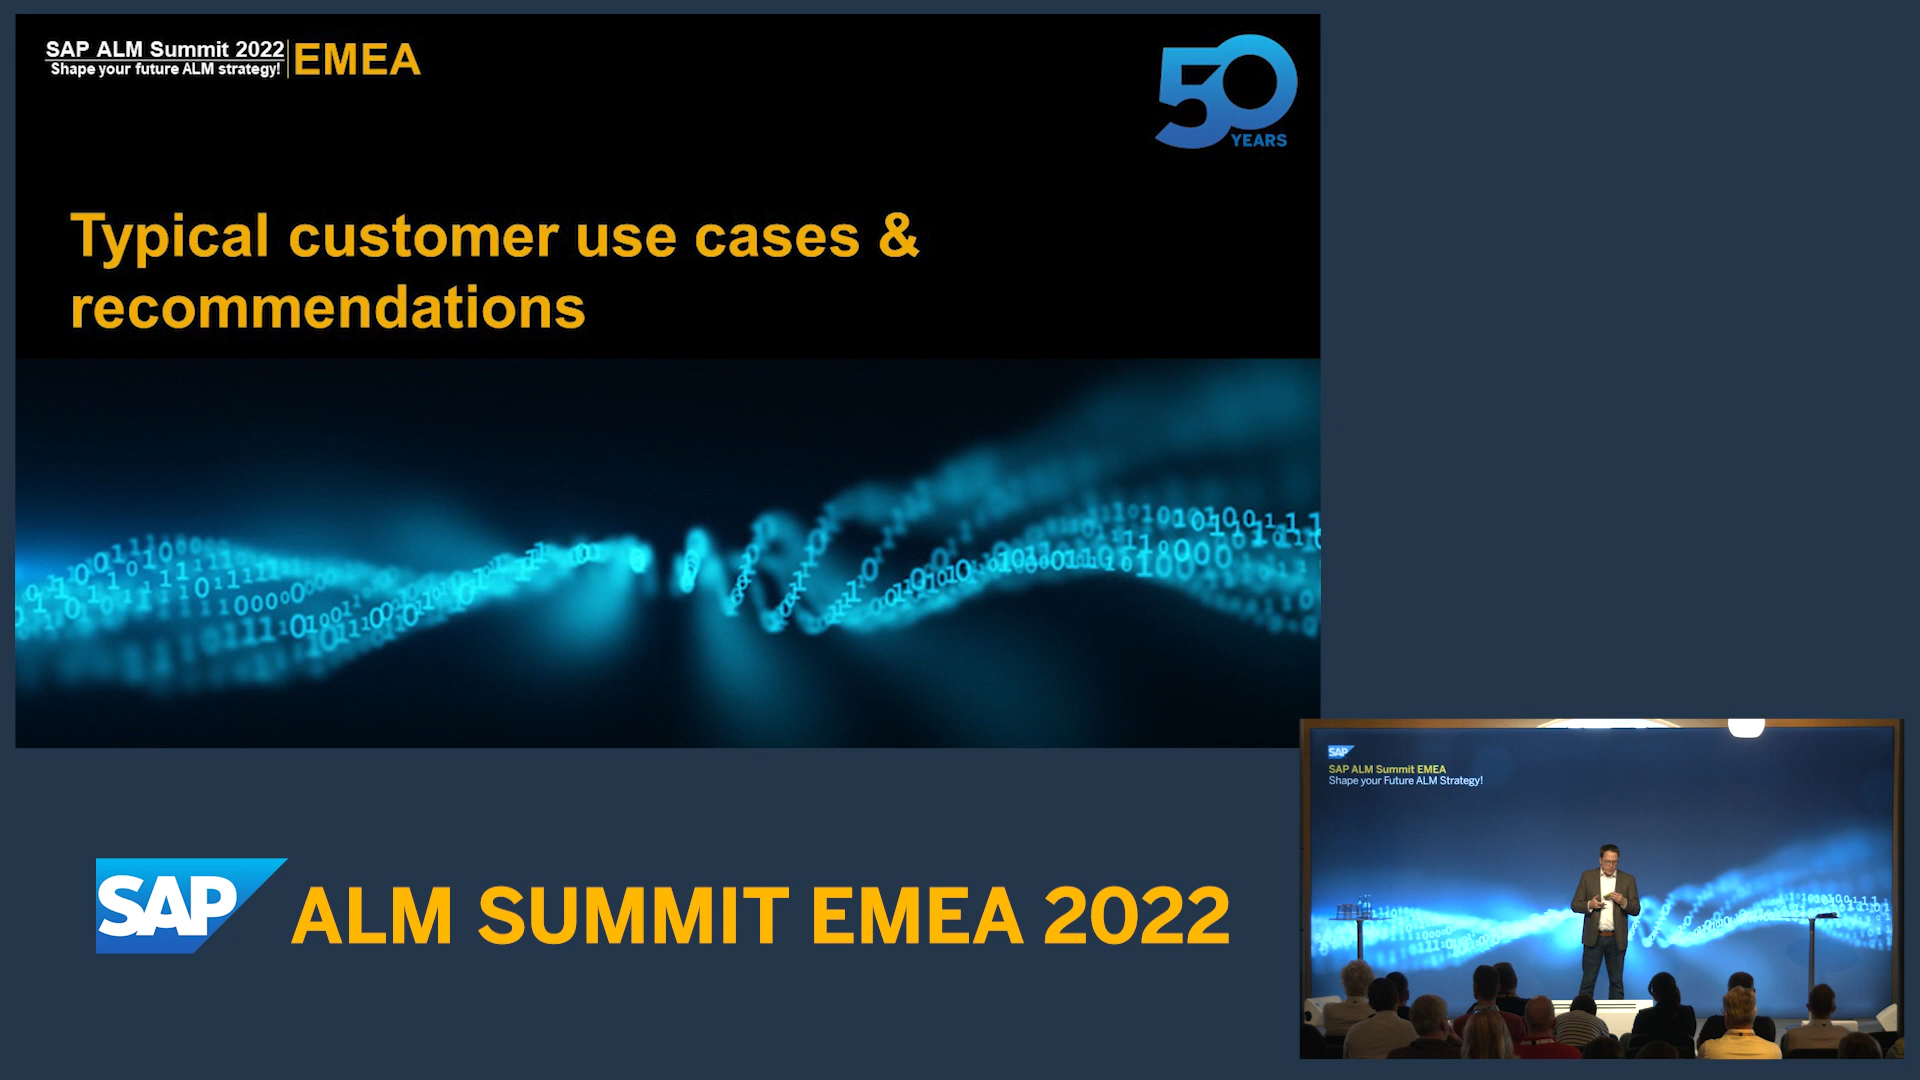 SAP ALM Summit 2022
Shape your future ALM strategy!
EMEA
50
YEARS
Typical customer use cases &
recommendations
SAP
SAP ALM Summit EMEA
Shape your Future ALM Strategy!
SAP
ALM SUMMIT EMEA 2022